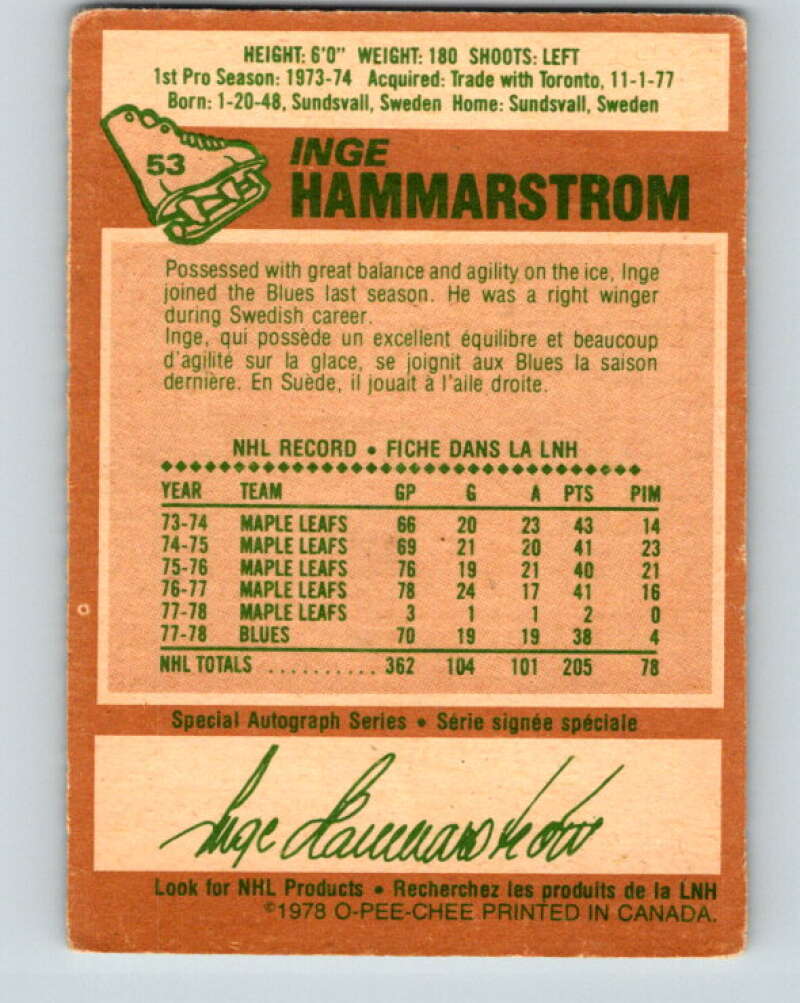 HEIGHT: 6'0" WEIGHT: 180 SHOOTS: LEFT
1st Pro Season: 1973-74 Acquired: Trade with Toronto, 11-1-77
Born: 1-20-48, Sundsvall, Sweden Home: Sundsvall, Sweden
53
INGE
HAMMARSTROM
Possessed with great balance and agility on the ice, Inge
joined the Blues last season. He was a right winger
during Swedish career.
Inge, qui possède un excellent équilibre et beaucoup
d'agilité sur la glace, se joignit aux Blues la saison
dernière. En Suède, il jouait à l'aile droite.
NHL RECORD • FICHE DANS LA LNH
YEAR TEAM GP G A PTS PIM
73-74 MAPLE LEAFS 66 20 23 43 14
74-75 MAPLE LEAFS 69 21 20 41 23
75-76 MAPLE LEAFS 76 19 21 40 21
76-77 MAPLE LEAFS 78 24 17 41 16
77-78 MAPLE LEAFS 3 1 1 2 0
77-78 BLUES 70 19 19 38 4
NHL TOTALS .......... 362 104 101 205 78
Special Autograph Series • Série signée spéciale
Inge Hammarström
Look for NHL Products • Recherchez les produits de la LNH
©1978 O-PEE-CHEE PRINTED IN CANADA.